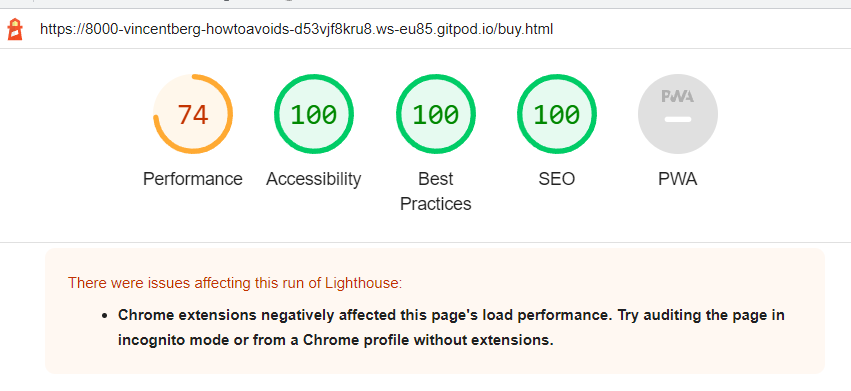 https://8000-vincentberg-howtoavoids-d53vjf8kru8.ws-eu85.gitpod.io/buy.html
74
100
100
100
PWA
Performance
Accessibility
Best
Practices
SEO
PWA
There were issues affecting this run of Lighthouse:
• Chrome extensions negatively affected this page's load performance. Try auditing the page in
incognito mode or from a Chrome profile without extensions.